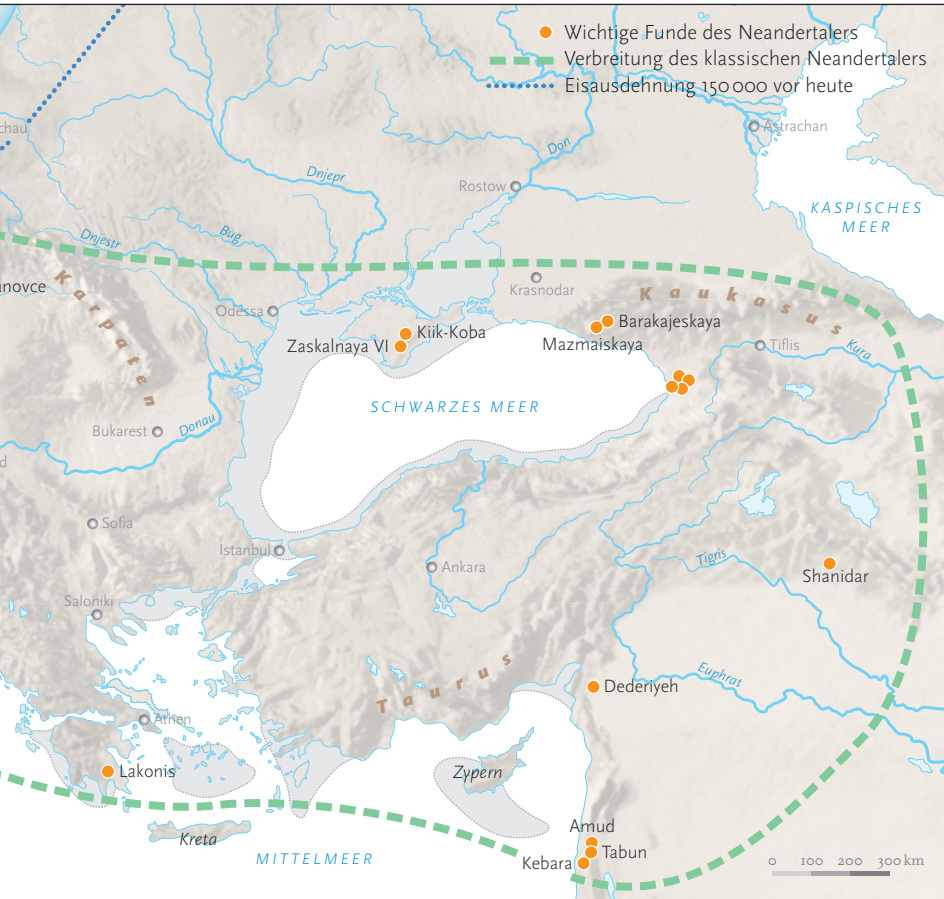 Wichtige Funde des Neandertalers
Verbreitung des klassischen Neandertalers
Eisausdehnung 150 000 vor heute
chau
Astrachan
Don
Dnjepr
Rostow
KASPISCHES
MEER
Bug
Dnjestr
anovce
Karpaten
Krasnodar
Kaukasus
Odessa
Kiik-Koba
Zaskalnaya VI
Barakajeskaya
Mazmaiskaya
Tiflis
Kura
SCHWARZES MEER
Bukarest
Donau
d
Sofia
Istanbul
Ankara
Tigris
Shanidar
Saloniki
Taurus
Dederiyeh
Euphrat
Athen
Lakonis
Zypern
Kreta
MITTELMEER
Amud
Tabun
Kebara
0 100 200 300 km